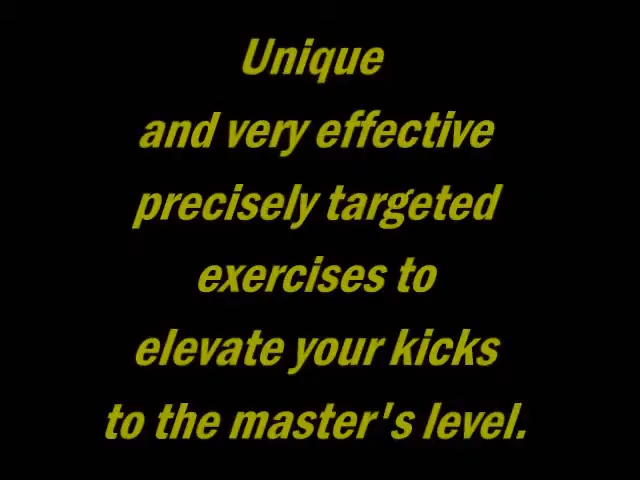 Unique
and very effective
precisely targeted
exercises to
elevate your kicks
to the master's level.